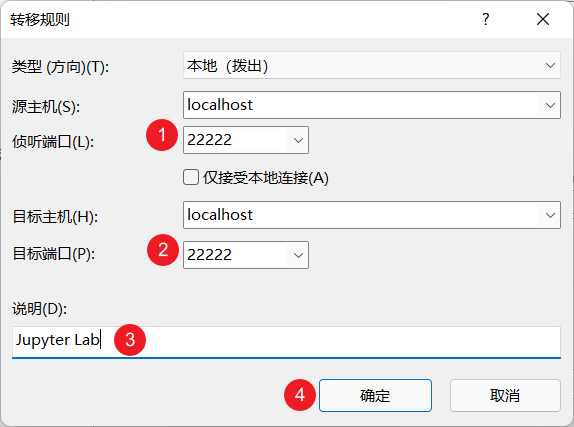 转移规则
类型 (方向)(T): 本地（拨出）
源主机(S): localhost
侦听端口(L): 1 22222
仅接受本地连接(A)
目标主机(H): localhost
目标端口(P): 2 22222
说明(D):
Jupyter Lab 3
4 确定 取消